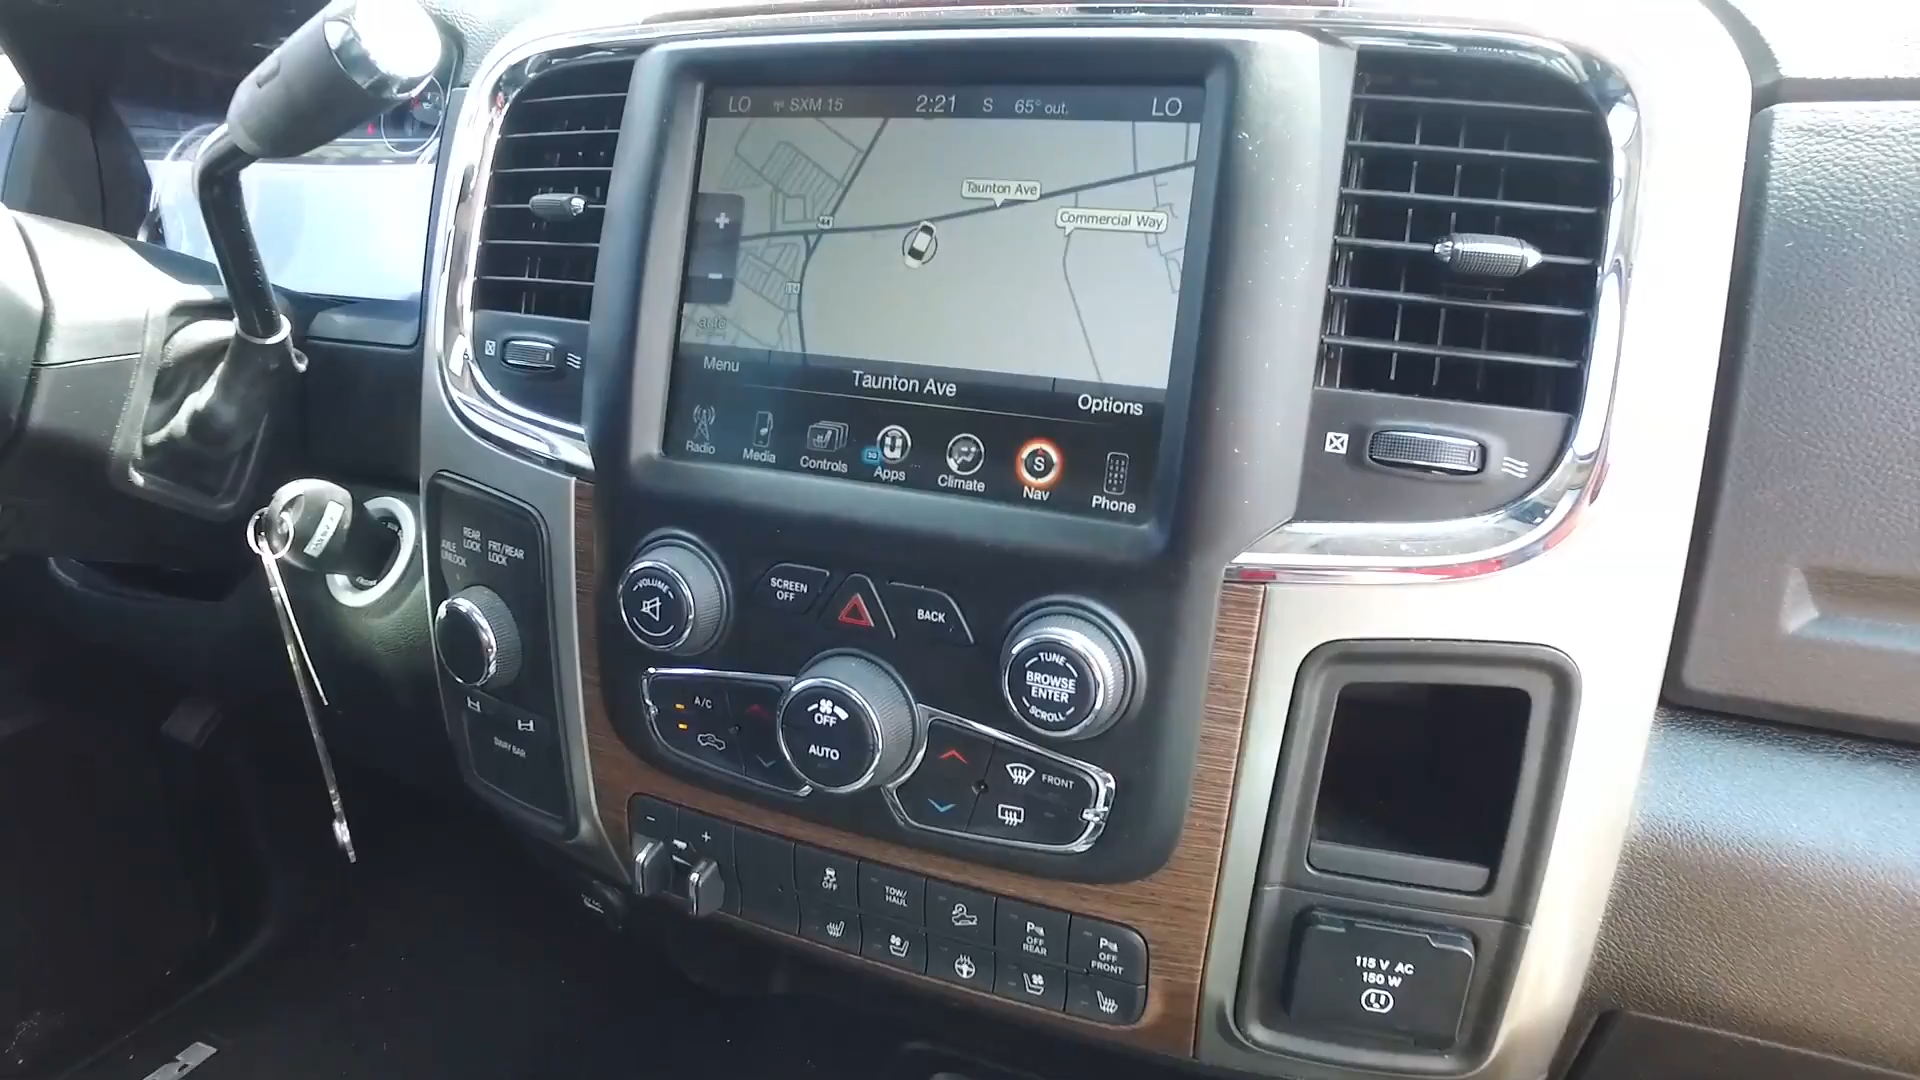 LO SXM 15 2:21 S 65° out. LO
Taunton Ave
Commercial Way
44
auto
Menu
Taunton Ave
Options
Radio
Media
Controls
Apps
Climate
S
Nav
Phone
AXLE
UNLOCK
REAR
LOCK
FRT/REAR
LOCK
SWAY BAR
VOLUME
SCREEN
OFF
BACK
TUNE
BROWSE
ENTER
SCROLL
A/C
OFF
AUTO
FRONT
- +
OFF
TOW/
HAUL
P
OFF
REAR
P
OFF
FRONT
115 V AC
150 W